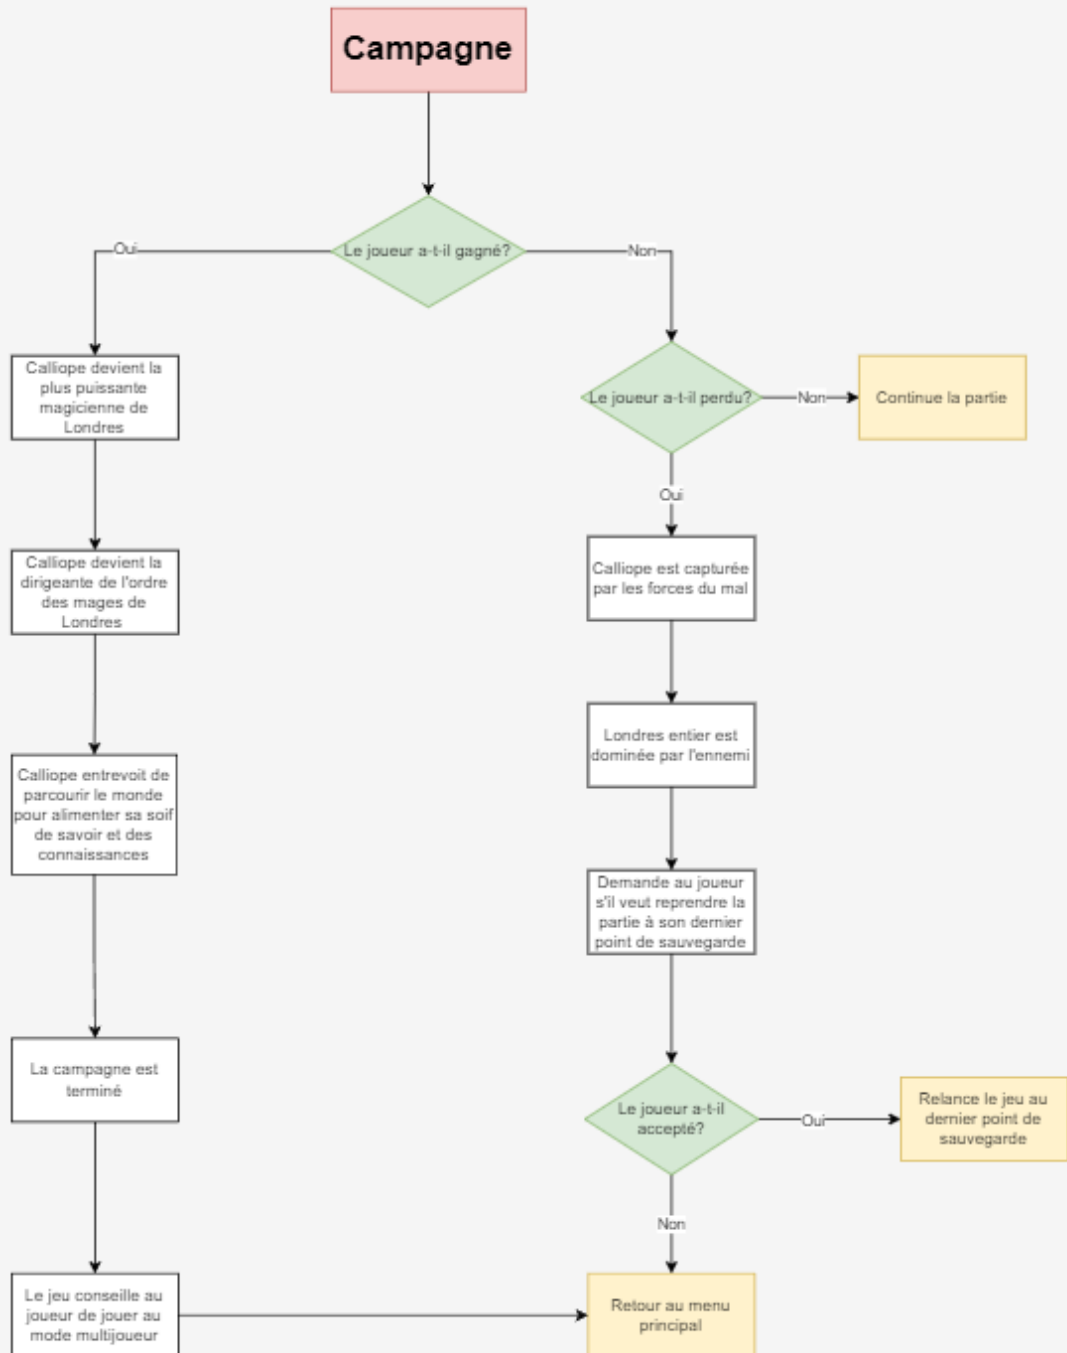 Campagne
Le joueur a-t-il gagné?
Oui
Non
Calliope devient la
plus puissante
magicienne de
Londres
Le joueur a-t-il perdu?
Non
Continue la partie
Oui
Calliope devient la
dirigeante de l'ordre
des mages de
Londres
Calliope est capturée
par les forces du mal
Londres entier est
dominée par l'ennemi
Calliope entrevoit de
parcourir le monde
pour alimenter sa soif
de savoir et des
connaissances
Demande au joueur
s'il veut reprendre la
partie à son dernier
point de sauvegarde
La campagne est
terminé
Le joueur a-t-il
accepté?
Oui
Relance le jeu au
dernier point de
sauvegarde
Non
Le jeu conseille au
joueur de jouer au
mode multijoueur
Retour au menu
principal